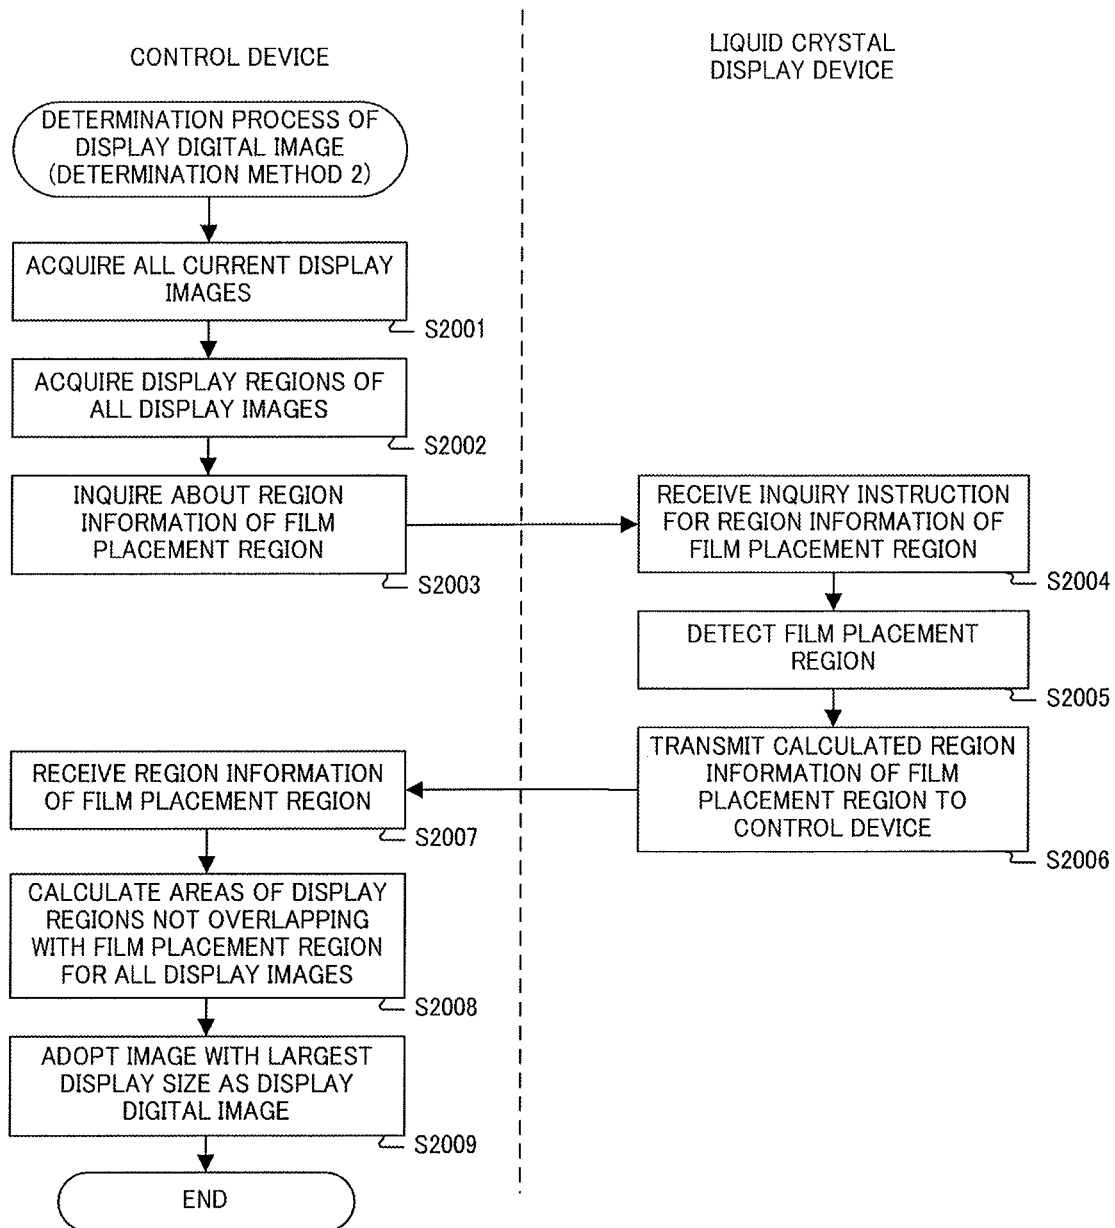 CONTROL DEVICE
LIQUID CRYSTAL
DISPLAY DEVICE
DETERMINATION PROCESS OF
DISPLAY DIGITAL IMAGE
(DETERMINATION METHOD 2)
ACQUIRE ALL CURRENT DISPLAY
IMAGES
S2001
ACQUIRE DISPLAY REGIONS OF
ALL DISPLAY IMAGES
S2002
INQUIRE ABOUT REGION
INFORMATION OF FILM
PLACEMENT REGION
S2003
RECEIVE INQUIRY INSTRUCTION
FOR REGION INFORMATION OF
FILM PLACEMENT REGION
S2004
DETECT FILM PLACEMENT
REGION
S2005
TRANSMIT CALCULATED REGION
INFORMATION OF FILM
PLACEMENT REGION TO
CONTROL DEVICE
S2006
RECEIVE REGION INFORMATION
OF FILM PLACEMENT REGION
S2007
CALCULATE AREAS OF DISPLAY
REGIONS NOT OVERLAPPING
WITH FILM PLACEMENT REGION
FOR ALL DISPLAY IMAGES
S2008
ADOPT IMAGE WITH LARGEST
DISPLAY SIZE AS DISPLAY
DIGITAL IMAGE
S2009
END